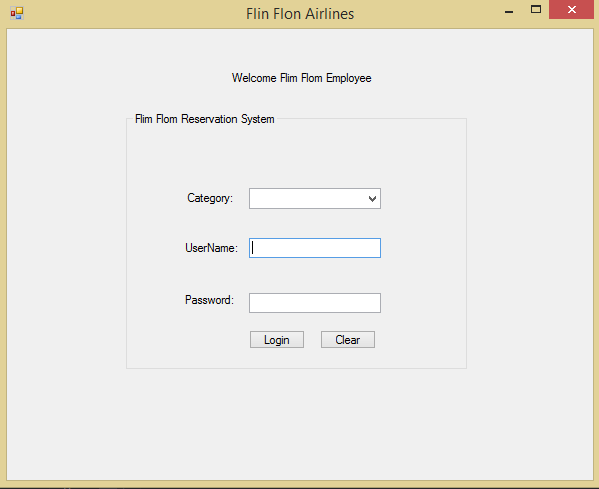 Flin Flon Airlines
Welcome Flim Flom Employee
Flim Flom Reservation System
Category:
UserName:
Password:
Login Clear